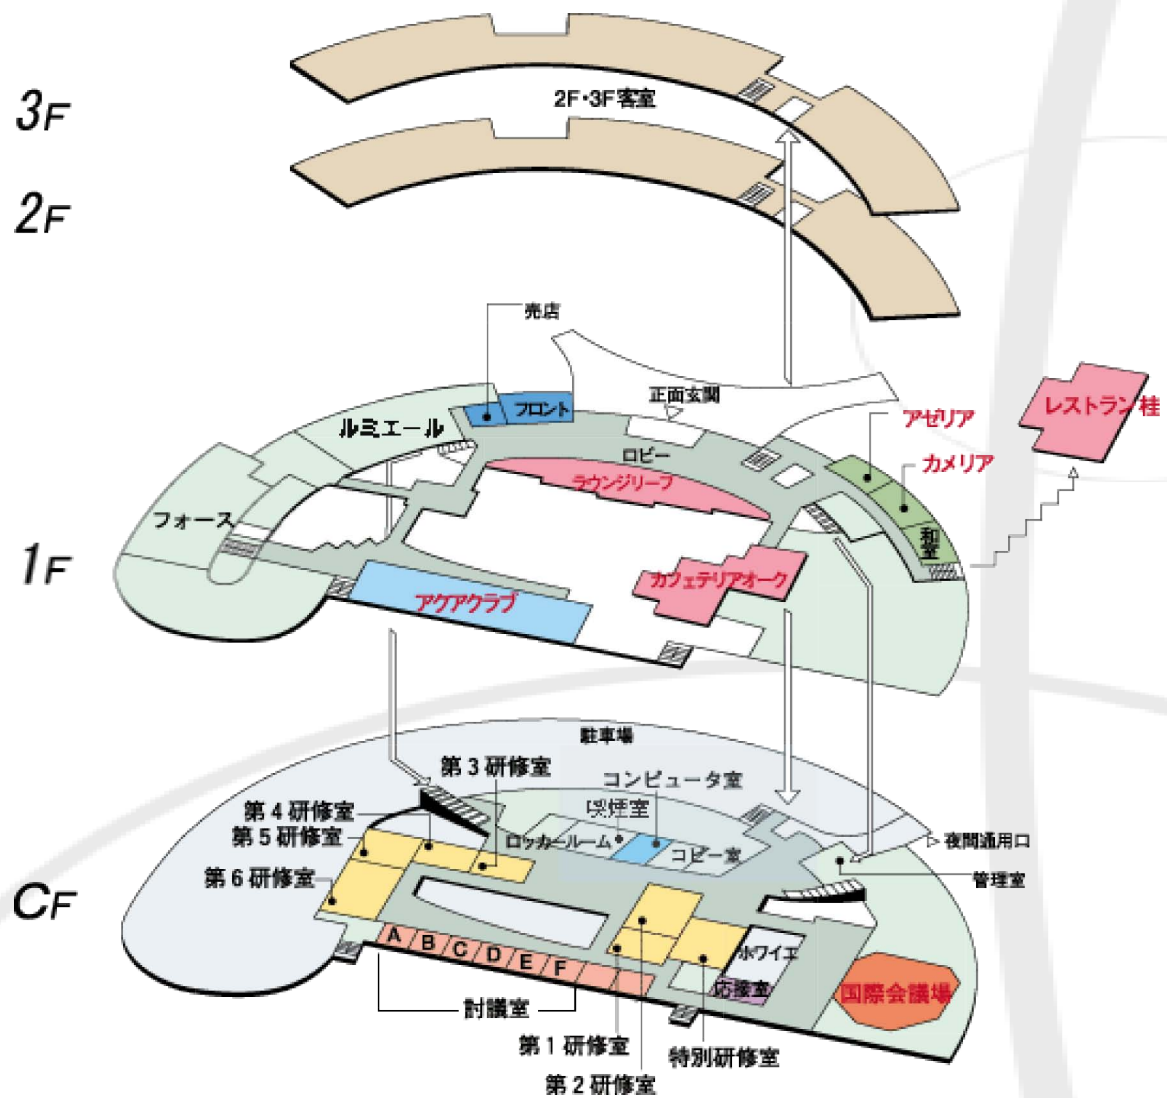 3F
2F・3F客室
2F
売店
フロント
正面玄関
ルミエール
ロビー
ラウンジリーフ
アゼリア
カメリア
和室
レストラン桂
フォース
1F
カフェテリアオーク
アクアクラブ
駐車場
第3研修室
コンピュータ室
喫煙室
第4研修室
第5研修室
ロッカールーム
コピー室
夜間通用口
第6研修室
管理室
CF
A
B
C
D
E
F
ホワイエ
応接室
国際会議場
討議室
第1研修室
特別研修室
第2研修室